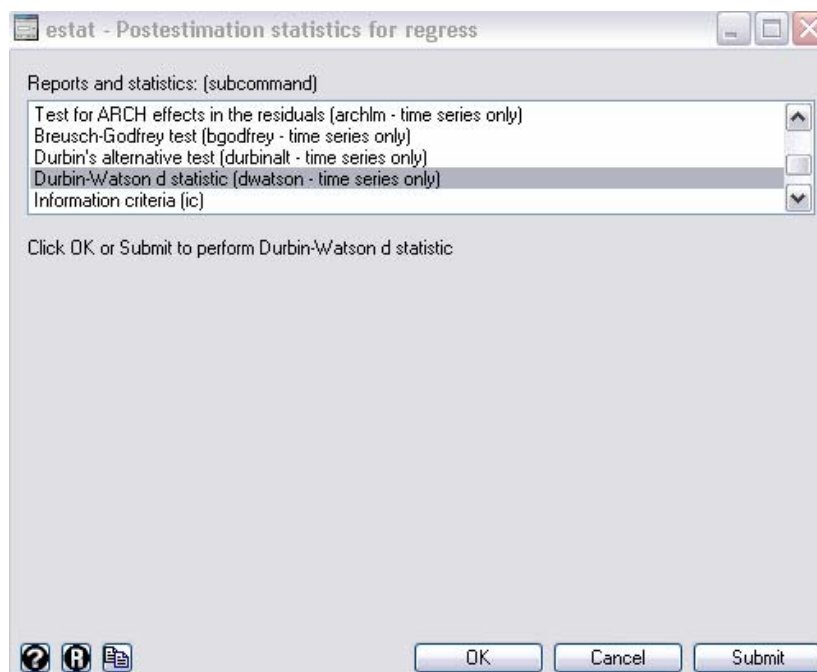 estat - Postestimation statistics for regress
Reports and statistics: (subcommand)
Test for ARCH effects in the residuals (archlm - time series only)
Breusch-Godfrey test (bgodfrey - time series only)
Durbin's alternative test (durbinalt - time series only)
Durbin-Watson d statistic (dwatson - time series only)
Information criteria (ic)
Click OK or Submit to perform Durbin-Watson d statistic
? R OK Cancel Submit